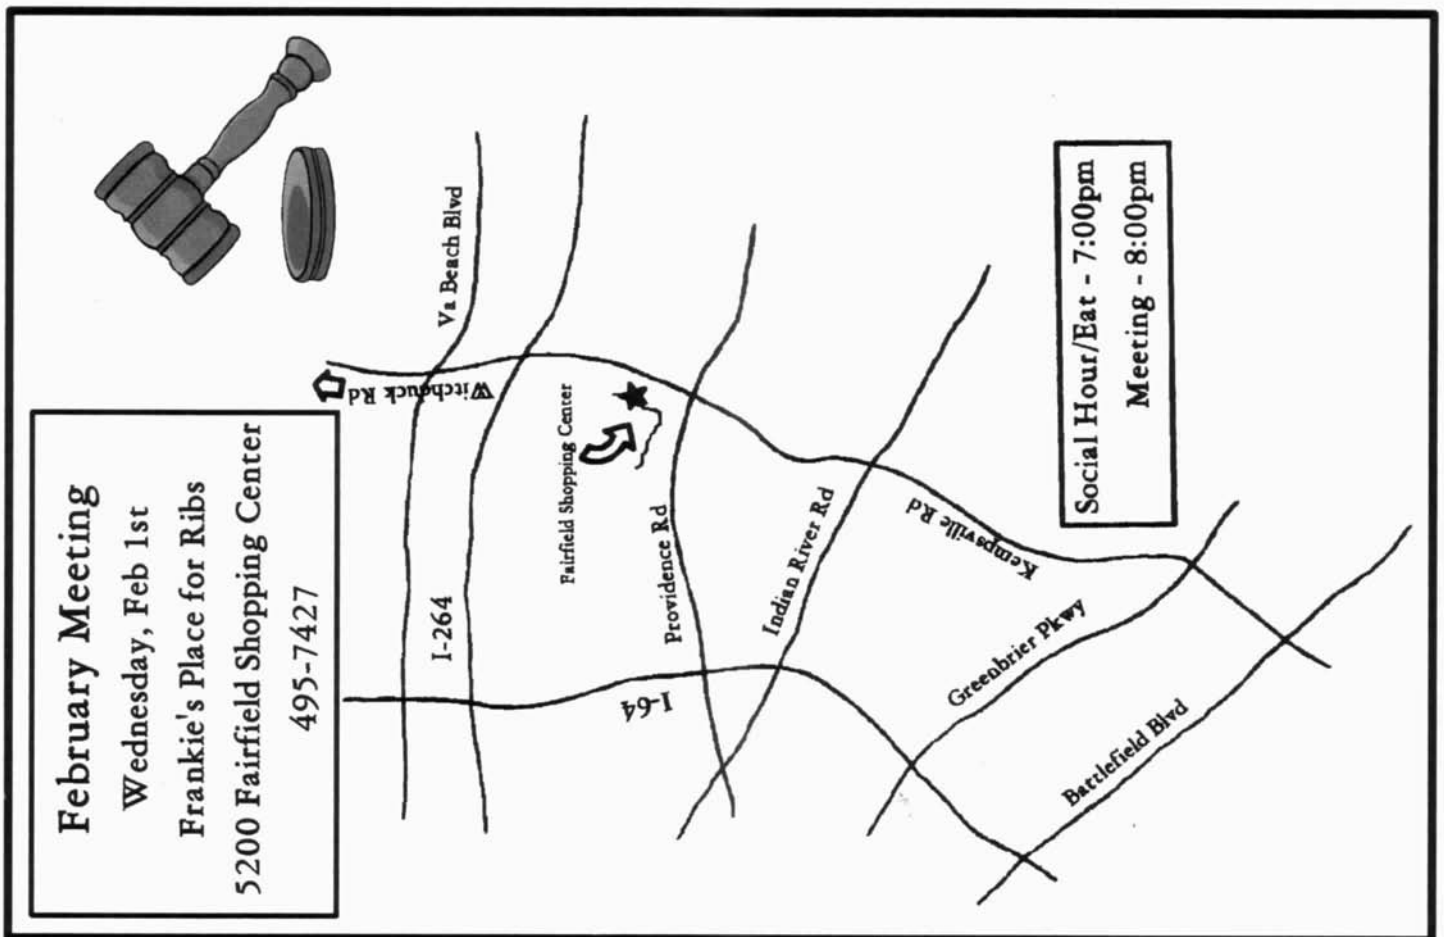 February Meeting
Wednesday, Feb 1st
Frankie's Place for Ribs
5200 Fairfield Shopping Center
495-7427
Va Beach Blvd
Witchduck Rd
I-264
Fairfield Shopping Center
Providence Rd
I-64
Indian River Rd
Kempsville Rd
Greenbrier Pkwy
Battlefield Blvd
Social Hour/Eat - 7:00pm
Meeting - 8:00pm